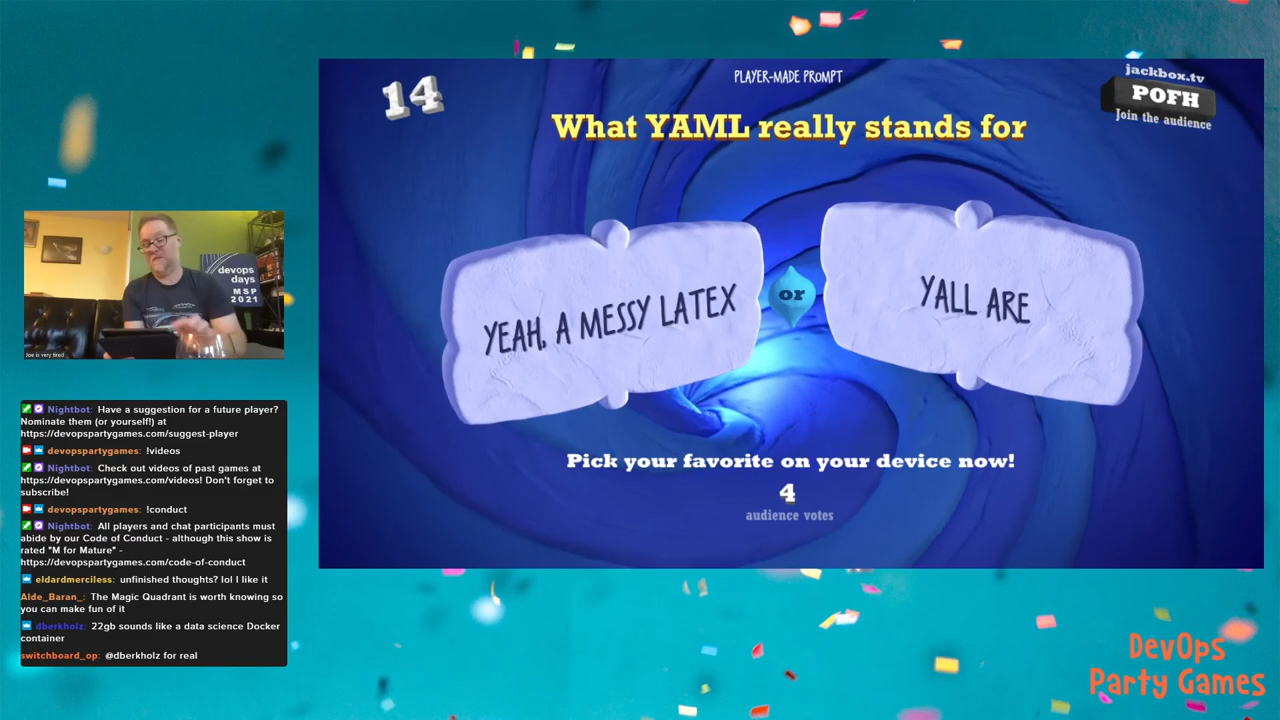 14
PLAYER-MADE PROMPT
jackbox.tv
POFH
Join the audience
What YAML really stands for
YEAH, A MESSY LATEX
or
YALL ARE
Pick your favorite on your device now!
4
audience votes
devops
days
MSP
2021
Joe is very tired
Nightbot: Have a suggestion for a future player?
Nominate them (or yourself!) at
https://devopspartygames.com/suggest-player
devopspartygames: !videos
Nightbot: Check out videos of past games at
https://devopspartygames.com/videos! Don't forget to
subscribe!
devopspartygames: !conduct
Nightbot: All players and chat participants must
abide by our Code of Conduct - although this show is
rated "M for Mature" -
https://devopspartygames.com/code-of-conduct
eldardmerciless: unfinished thoughts? lol I like it
Alde_Baran_: The Magic Quadrant is worth knowing so
you can make fun of it
dberkholz: 22gb sounds like a data science Docker
container
switchboard_op: @dberkholz for real
DevOps
Party Games